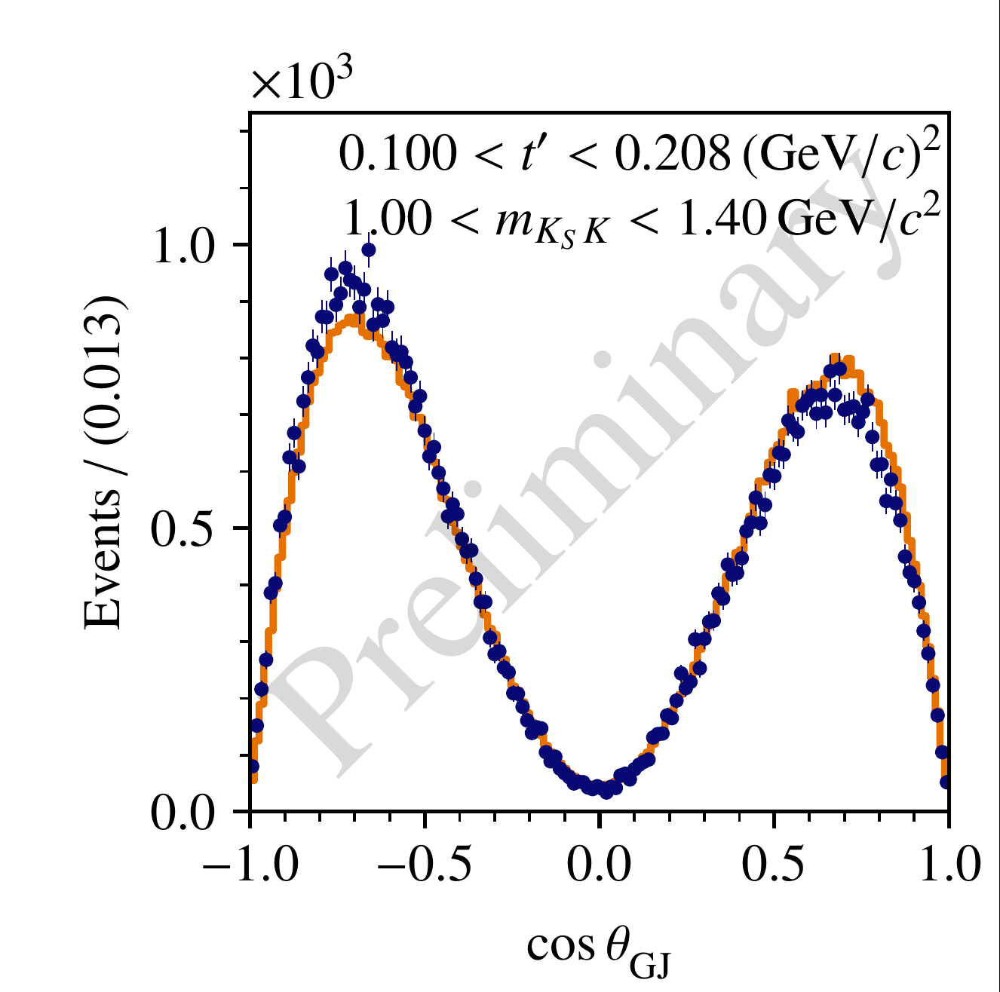 ×10³
0.100 < t′ < 0.208 (GeV/c)²
1.00 < m_{K_S K} < 1.40 GeV/c²
Preliminary
1.0
0.5
0.0
Events / (0.013)
−1.0 −0.5 0.0 0.5 1.0
cos θ_GJ